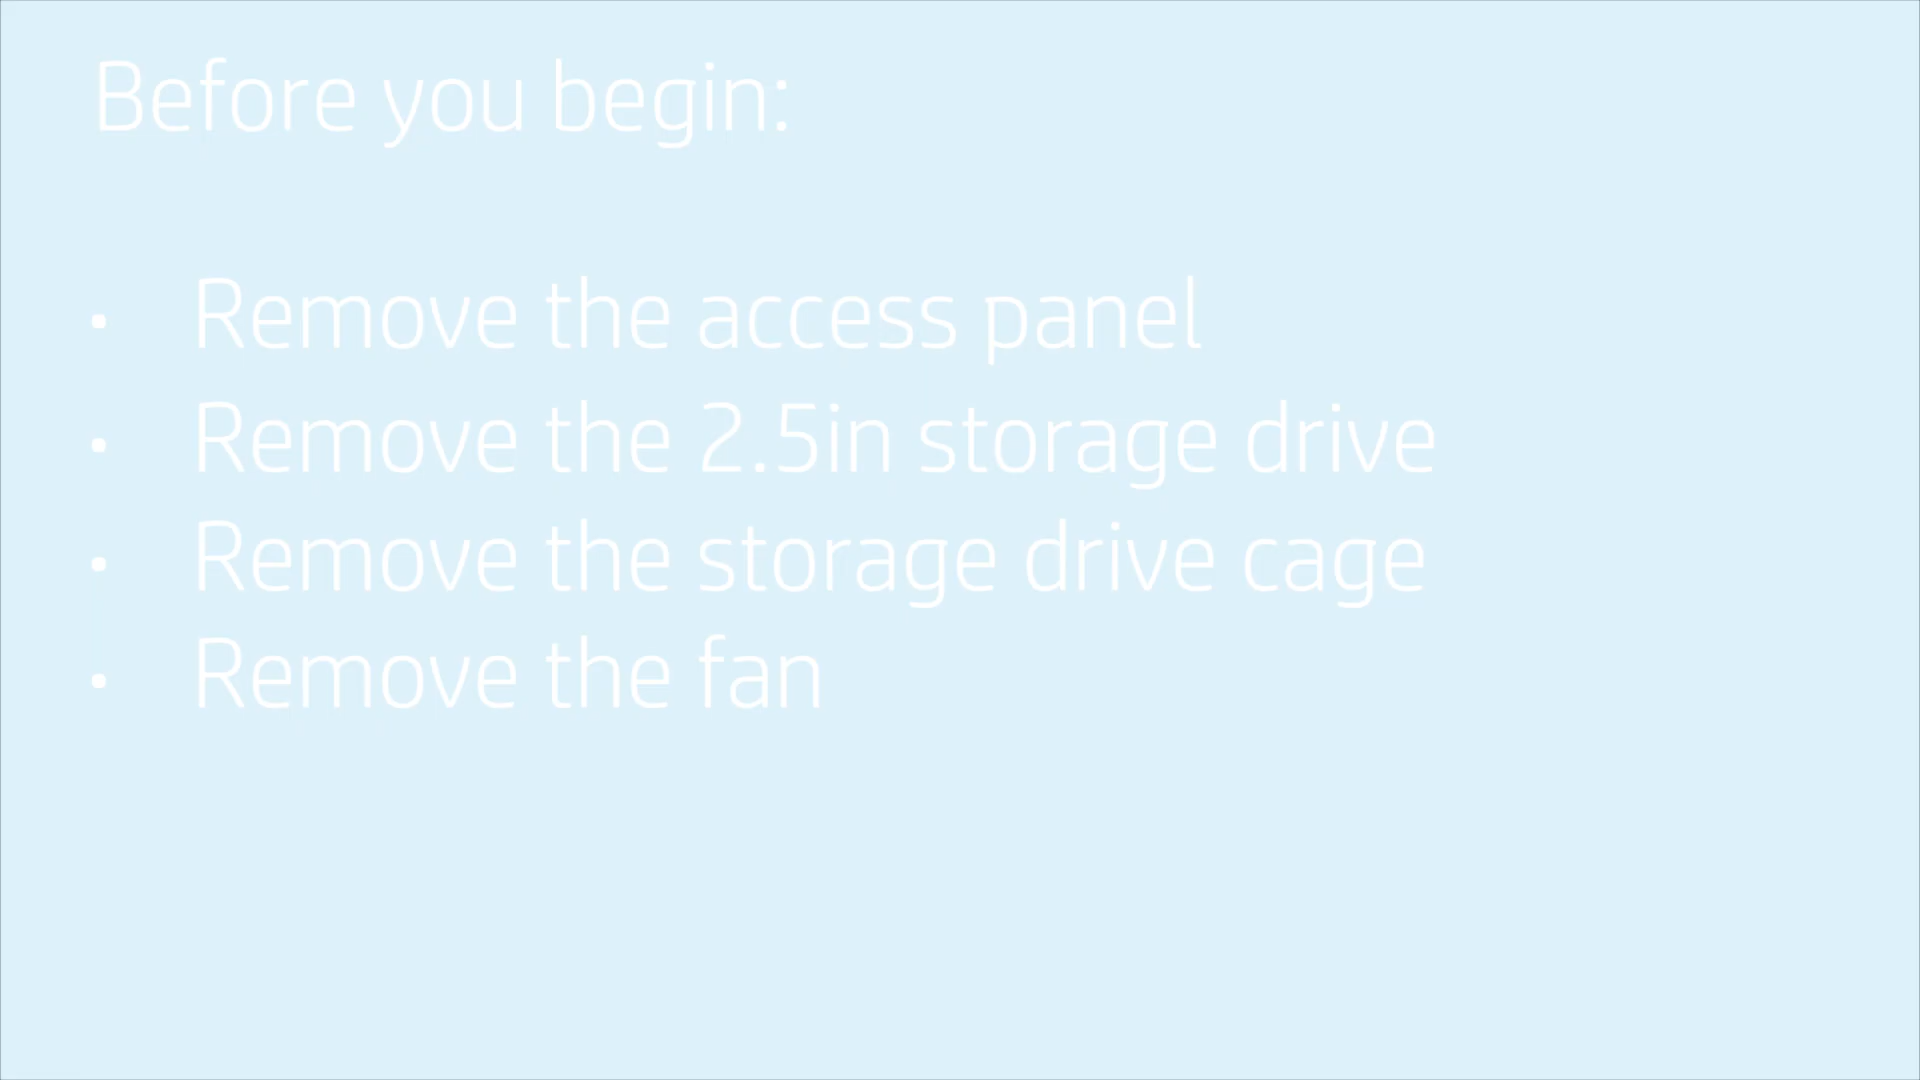 Before you begin:
• Remove the access panel
• Remove the 2.5in storage drive
• Remove the storage drive cage
• Remove the fan